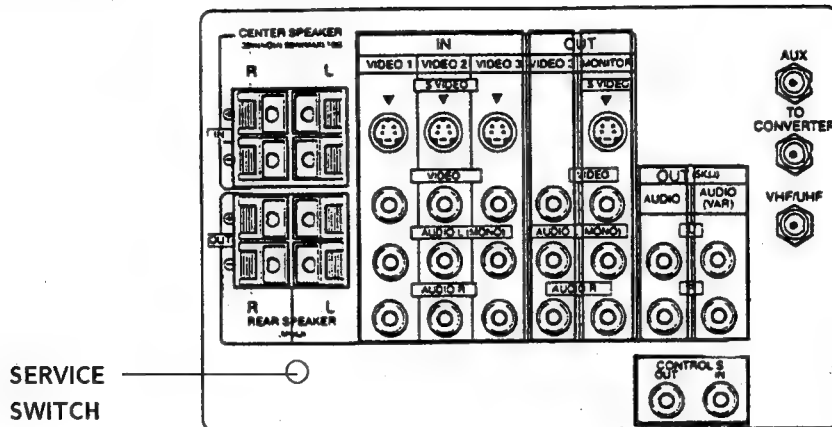 CENTER SPEAKER
R L
IN
OUT
R L
REAR SPEAKER
IN OUT
VIDEO 1 VIDEO 2 VIDEO 3 VIDEO 3 MONITOR
S VIDEO S VIDEO
VIDEO VIDEO
AUDIO L (MONO) AUDIO (MONO)
AUDIO R AUDIO R
OUT
AUDIO AUDIO
(VAR)
AUX
TO
CONVERTER
VHF/UHF
CONTROL S
OUT IN
SERVICE
SWITCH